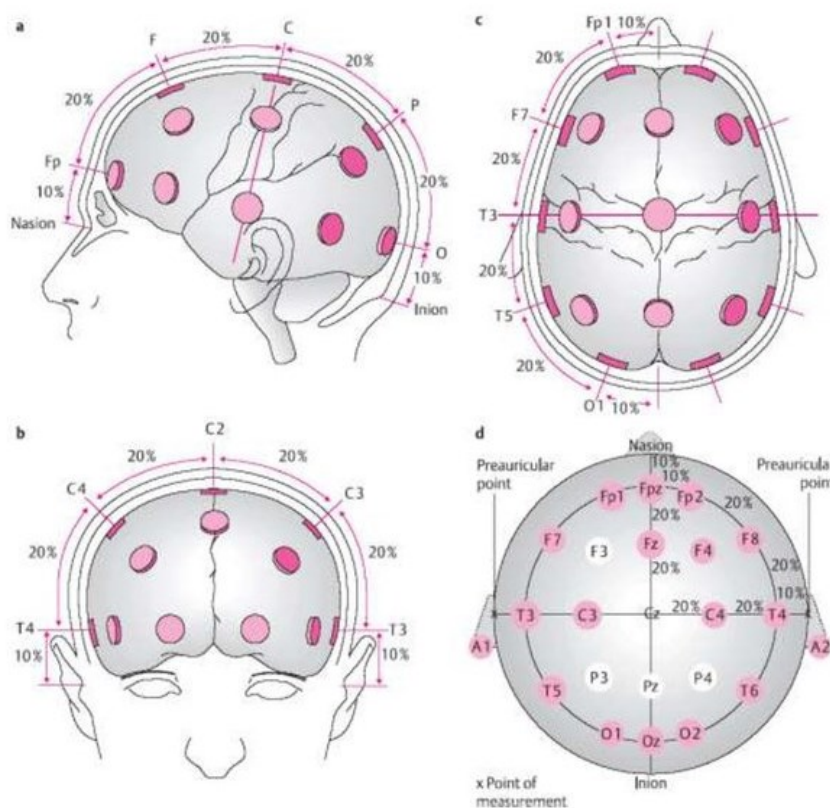 a
F
20%
C
20%
20%
P
Fp
10%
20%
Nasion
O
10%
Inion
c
Fp1 10%
20%
F7
20%
T3
20%
T5
20%
O1 10%
b
C2
20%
20%
C4
C3
20%
20%
T4
T3
10%
10%
d
Nasion
Preauricular
point
Preauricular
point
10%
10%
Fp1
Fpz
Fp2
20%
20%
F7
F3
Fz
F4
F8
20%
20%
10%
T3
C3
Cz
20%
C4
20%
T4
A1
A2
T5
P3
Pz
P4
T6
O1
Oz
O2
x Point of
measurement
Inion